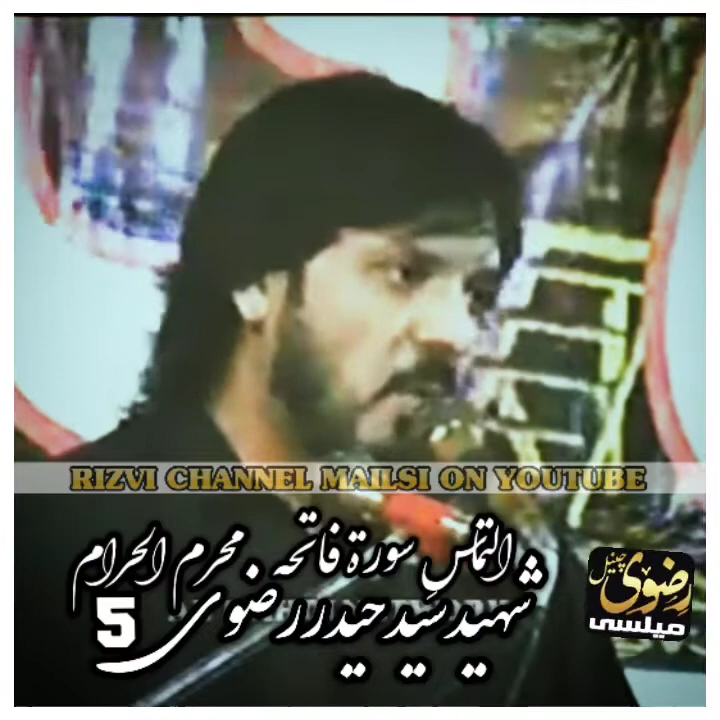 RIZVI CHANNEL MAILSI ON YOUTUBE
التماسِ سورۃ فاتحہ 5 محرم الحرام
شہید سید حیدر رضوی
رضوی چینل
میلسی